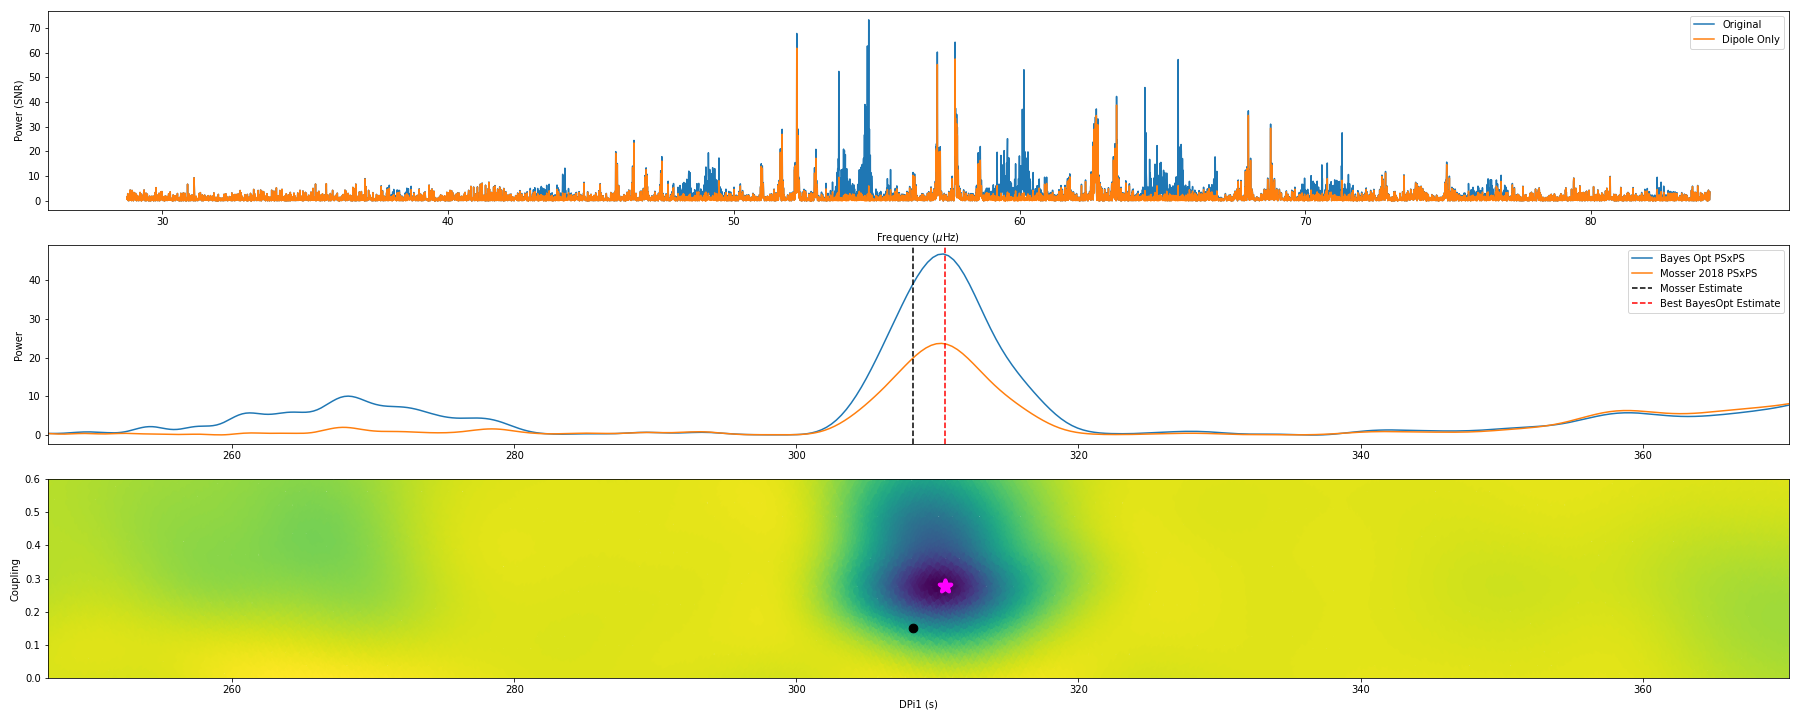 Power (SNR)
0 10 20 30 40 50 60 70
Original
Dipole Only
30 40 50 60 70 80
Frequency (μHz)
Power
0 10 20 30 40
Bayes Opt PSxPS
Mosser 2018 PSxPS
Mosser Estimate
Best BayesOpt Estimate
260 280 300 320 340 360
Coupling
0.0 0.1 0.2 0.3 0.4 0.5 0.6
260 280 300 320 340 360
DPi1 (s)